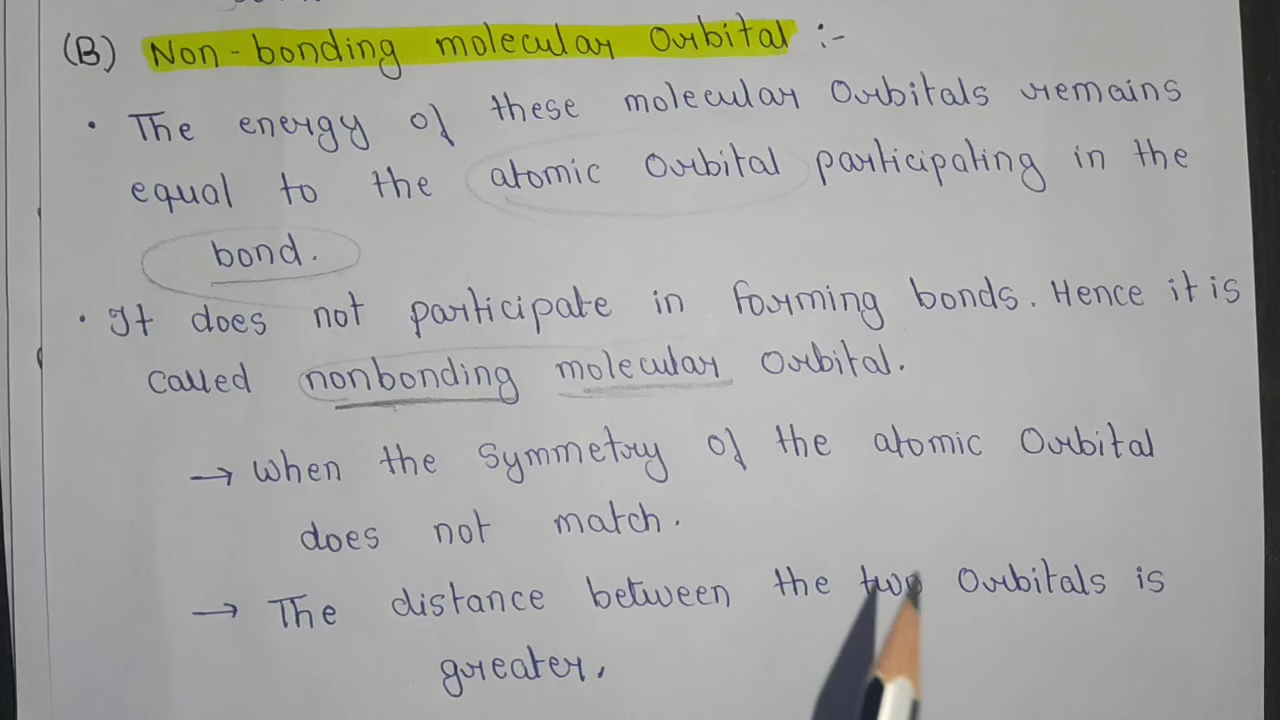 (B) Non-bonding molecular Orbital :-
• The energy of these molecular Orbitals remains
equal to the atomic Orbital participating in the
bond.
• It does not participate in forming bonds. Hence it is
called nonbonding molecular Orbital.
→ when the symmetry of the atomic Orbital
does not match.
→ The distance between the two Orbitals is
greater.